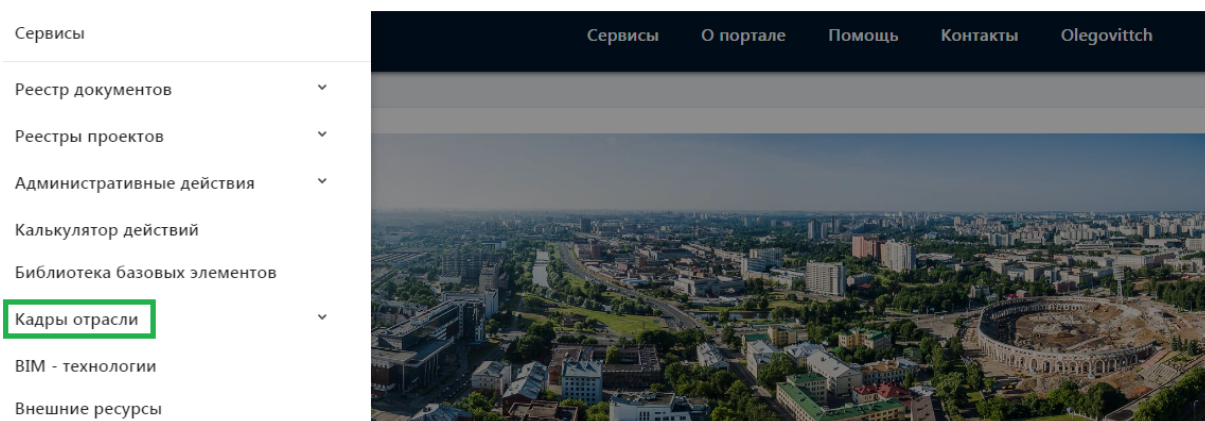 Сервисы
Сервисы О портале Помощь Контакты Olegovittch
Реестр документов
Реестры проектов
Административные действия
Калькулятор действий
Библиотека базовых элементов
Кадры отрасли
BIM - технологии
Внешние ресурсы